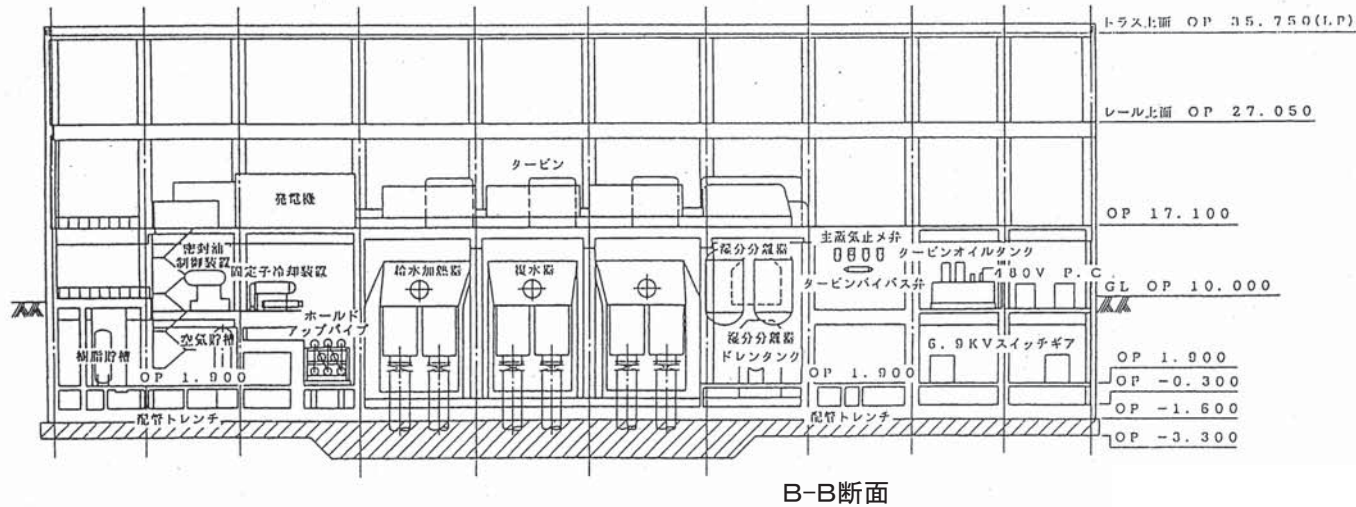 トラス上面 OP 35.750(LP)
レール上面 OP 27.050
タービン
発電機
OP 17.100
密封油
制御装置
固定子冷却装置
給水加熱器
復水器
湿分分離器
主蒸気止メ弁
タービンオイルタンク
480V P.C.
タービンバイパス弁
GL OP 10.000
ホールド
アップパイプ
空気貯槽
樹脂貯槽
湿分分離器
ドレンタンク
6.9KVスイッチギア
OP 1.900
OP 1.900
OP 1.900
OP -0.300
OP -1.600
OP -3.300
配管トレンチ
配管トレンチ
B-B断面